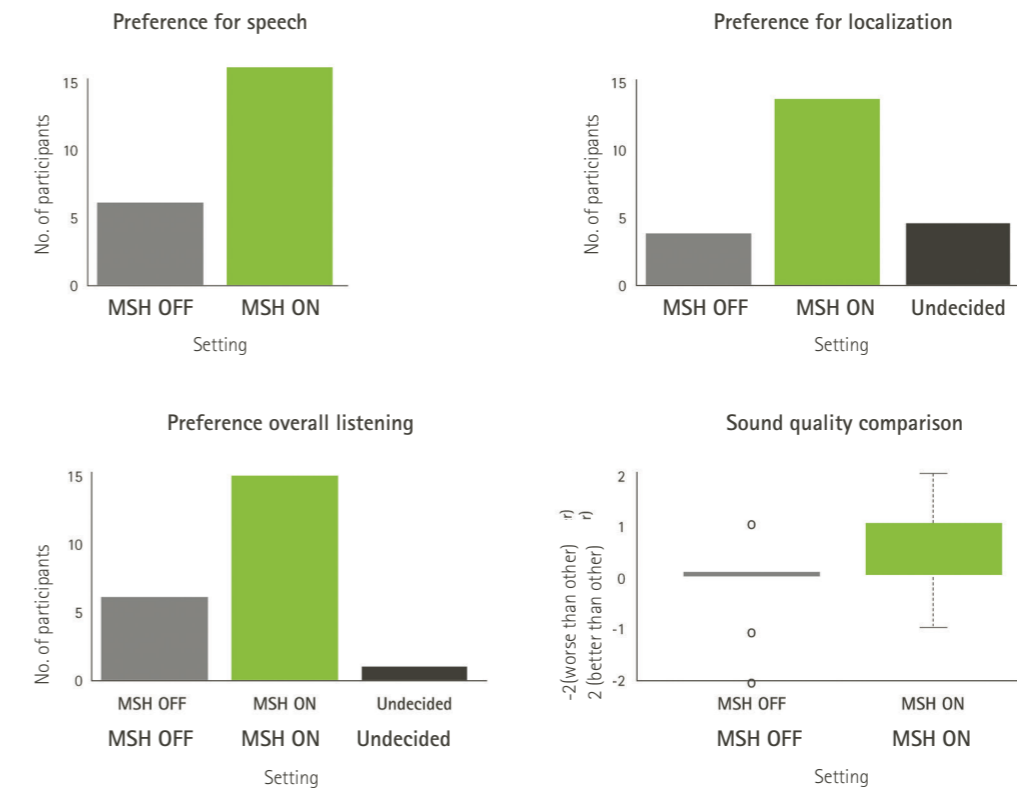 Preference for speech
No. of participants
15
10
5
0
MSH OFF MSH ON
Setting
Preference for localization
No. of participants
15
10
5
0
MSH OFF MSH ON Undecided
Setting
Preference overall listening
No. of participants
15
10
5
0
MSH OFF MSH ON Undecided
MSH OFF MSH ON Undecided
Setting
Sound quality comparison
-2(worse than other)
2 (better than other)
2
1
0
-1
-2
MSH OFF MSH ON
MSH OFF MSH ON
Setting